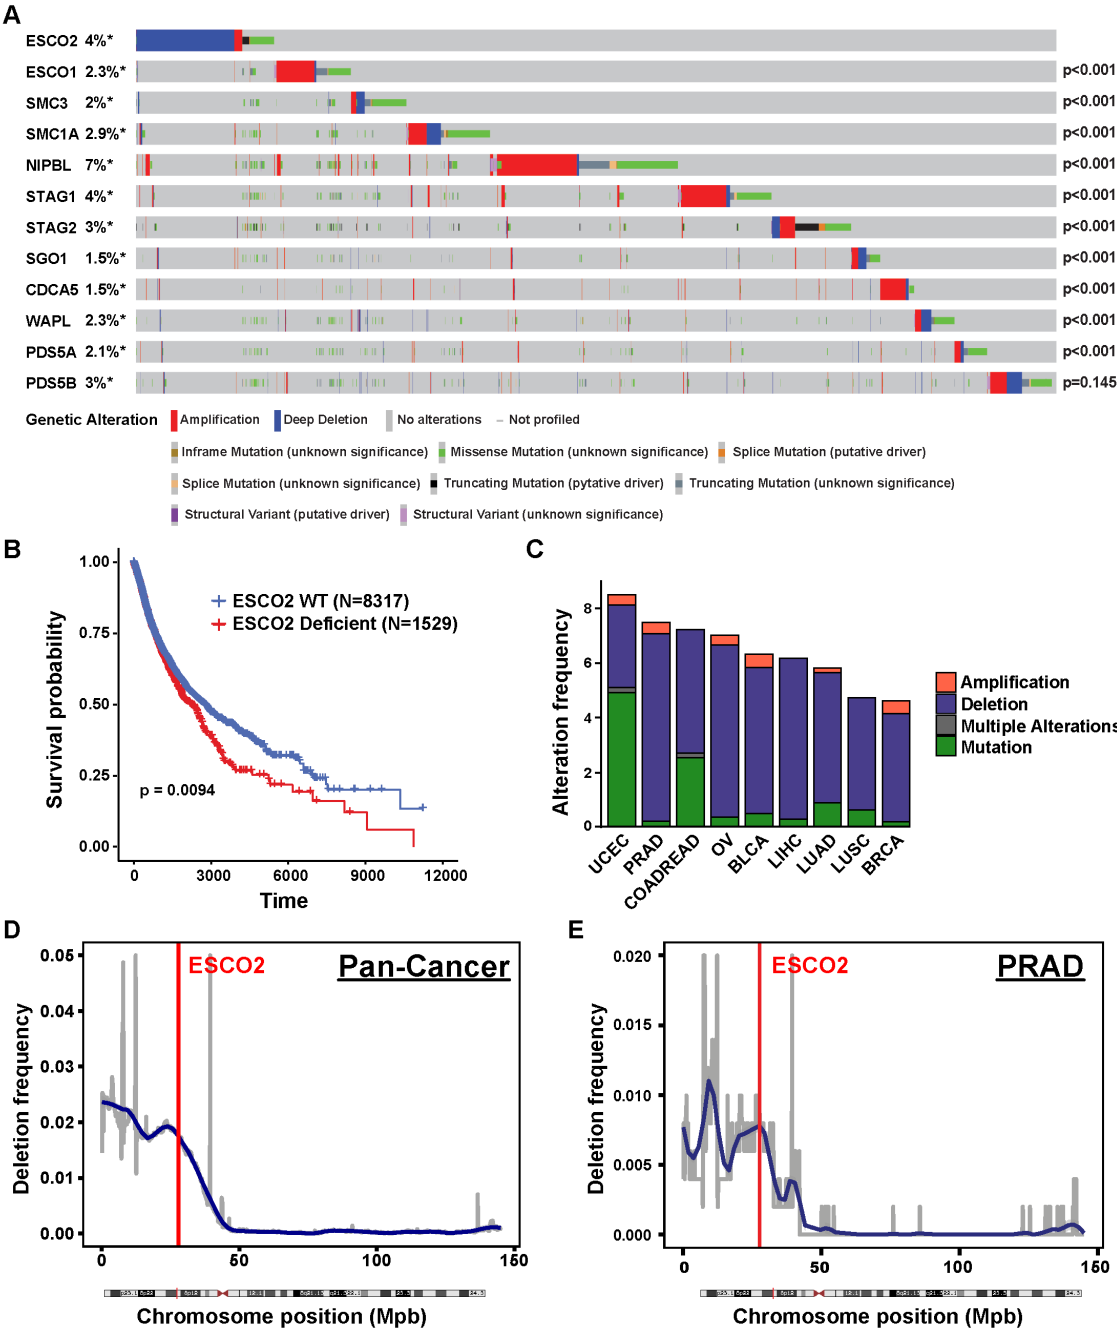 A
ESCO2 4%*
ESCO1 2.3%* p<0.001
SMC3 2%* p<0.001
SMC1A 2.9%* p<0.001
NIPBL 7%* p<0.001
STAG1 4%* p<0.001
STAG2 3%* p<0.001
SGO1 1.5%* p<0.001
CDCA5 1.5%* p<0.001
WAPL 2.3%* p<0.001
PDS5A 2.1%* p<0.001
PDS5B 3%* p=0.145
Genetic Alteration Amplification Deep Deletion No alterations Not profiled
Inframe Mutation (unknown significance) Missense Mutation (unknown significance) Splice Mutation (putative driver)
Splice Mutation (unknown significance) Truncating Mutation (pytative driver) Truncating Mutation (unknown significance)
Structural Variant (putative driver) Structural Variant (unknown significance)
B
Survival probability
1.00
0.75
0.50
0.25
0.00
ESCO2 WT (N=8317)
ESCO2 Deficient (N=1529)
p = 0.0094
0 3000 6000 9000 12000
Time
C
Alteration frequency
8
6
4
2
0
UCEC PRAD COADREAD OV BLCA LIHC LUAD LUSC BRCA
Amplification
Deletion
Multiple Alterations
Mutation
D
Deletion frequency
0.05
0.04
0.03
0.02
0.01
0.00
ESCO2
Pan-Cancer
0 50 100 150
Chromosome position (Mpb)
E
Deletion frequency
0.020
0.015
0.010
0.005
0.000
ESCO2
PRAD
0 50 100 150
Chromosome position (Mpb)